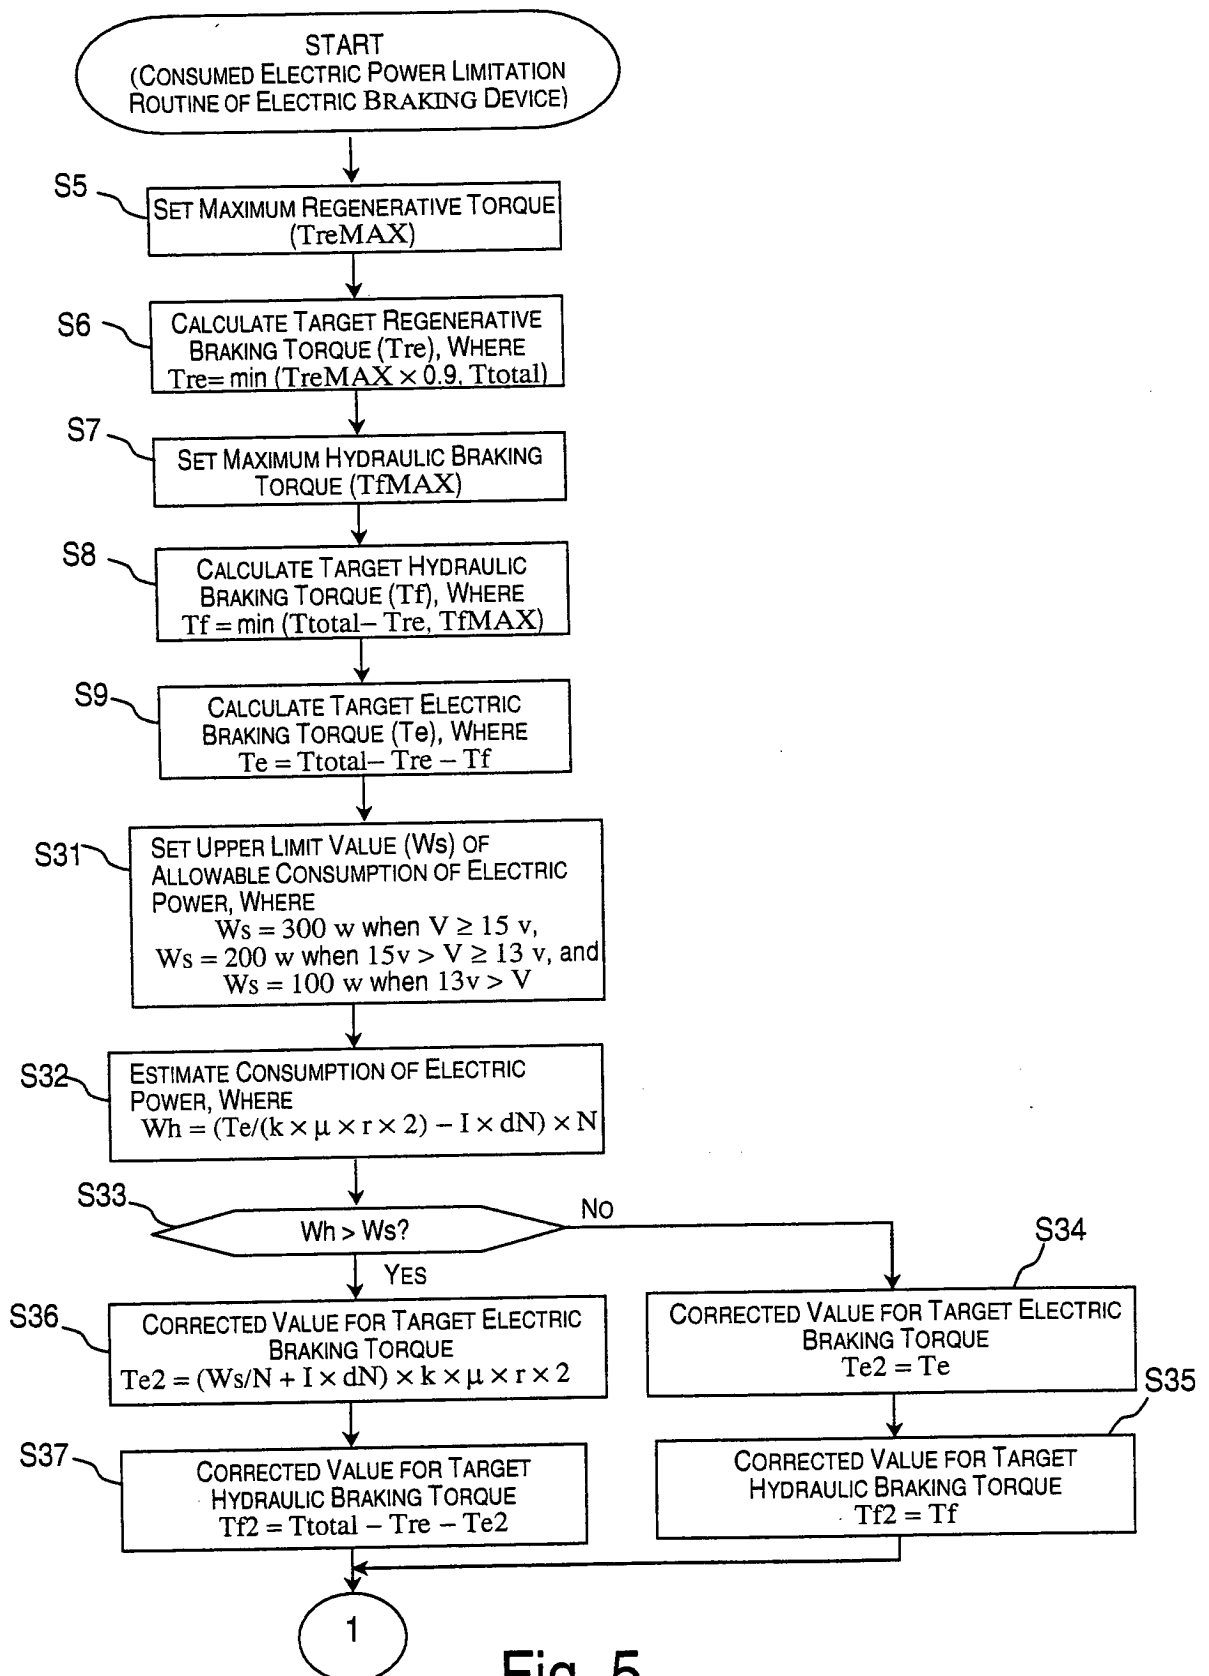 START
(CONSUMED ELECTRIC POWER LIMITATION
ROUTINE OF ELECTRIC BRAKING DEVICE)
S5
SET MAXIMUM REGENERATIVE TORQUE
(TreMAX)
S6
CALCULATE TARGET REGENERATIVE
BRAKING TORQUE (Tre), WHERE
Tre= min (TreMAX × 0.9, Ttotal)
S7
SET MAXIMUM HYDRAULIC BRAKING
TORQUE (TfMAX)
S8
CALCULATE TARGET HYDRAULIC
BRAKING TORQUE (Tf), WHERE
Tf = min (Ttotal– Tre, TfMAX)
S9
CALCULATE TARGET ELECTRIC
BRAKING TORQUE (Te), WHERE
Te = Ttotal– Tre – Tf
S31
SET UPPER LIMIT VALUE (Ws) OF
ALLOWABLE CONSUMPTION OF ELECTRIC
POWER, WHERE
Ws = 300 w when V ≥ 15 v,
Ws = 200 w when 15v > V ≥ 13 v, and
Ws = 100 w when 13v > V
S32
ESTIMATE CONSUMPTION OF ELECTRIC
POWER, WHERE
Wh = (Te/(k × µ × r × 2) – I × dN) × N
S33
Wh > Ws?
NO
YES
S34
CORRECTED VALUE FOR TARGET ELECTRIC
BRAKING TORQUE
Te2 = Te
S35
CORRECTED VALUE FOR TARGET
HYDRAULIC BRAKING TORQUE
Tf2 = Tf
S36
CORRECTED VALUE FOR TARGET ELECTRIC
BRAKING TORQUE
Te2 = (Ws/N + I × dN) × k × µ × r × 2
S37
CORRECTED VALUE FOR TARGET
HYDRAULIC BRAKING TORQUE
Tf2 = Ttotal – Tre – Te2
1
Fig. 5